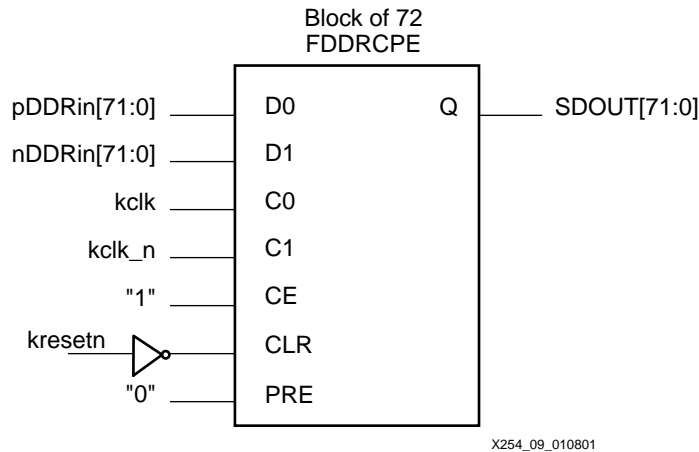 Block of 72
FDDRCPE
pDDRin[71:0] D0 Q SDOUT[71:0]
nDDRin[71:0] D1
kclk C0
kclk_n C1
"1" CE
kresetn CLR
"0" PRE
X254_09_010801